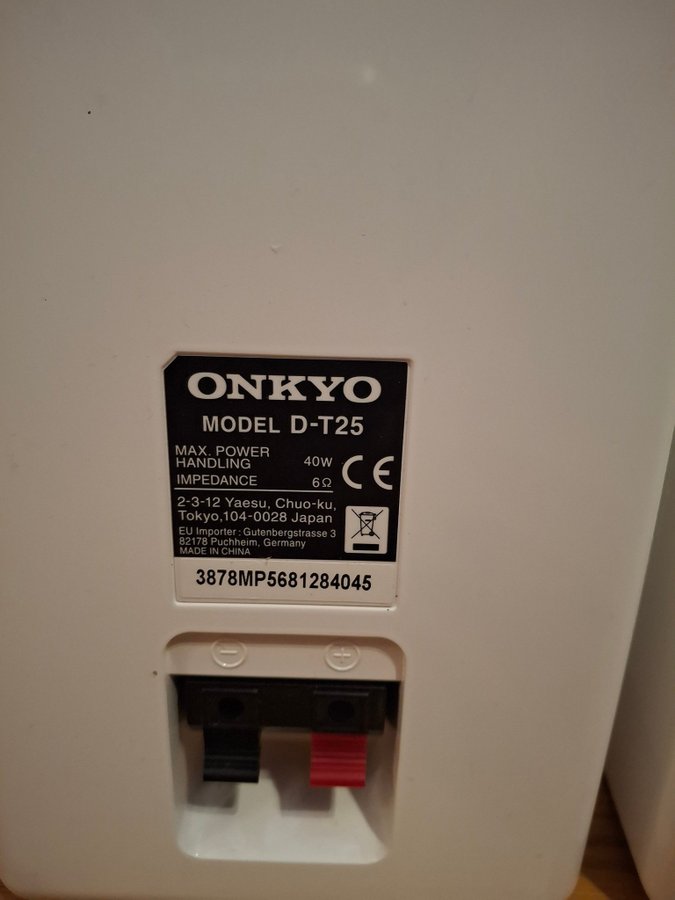 ONKYO
MODEL D-T25
MAX. POWER
HANDLING 40W
IMPEDANCE 6Ω
CE
2-3-12 Yaesu, Chuo-ku,
Tokyo,104-0028 Japan
EU Importer : Gutenbergstrasse 3
82178 Puchheim, Germany
MADE IN CHINA
3878MP5681284045
− +